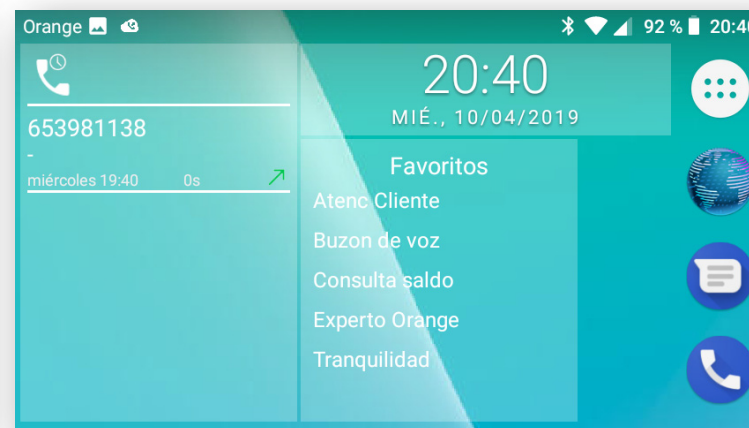 Orange
92 % 20:40
653981138
-
miércoles 19:40 0s
20:40
MIÉ., 10/04/2019
Favoritos
Atenc Cliente
Buzon de voz
Consulta saldo
Experto Orange
Tranquilidad